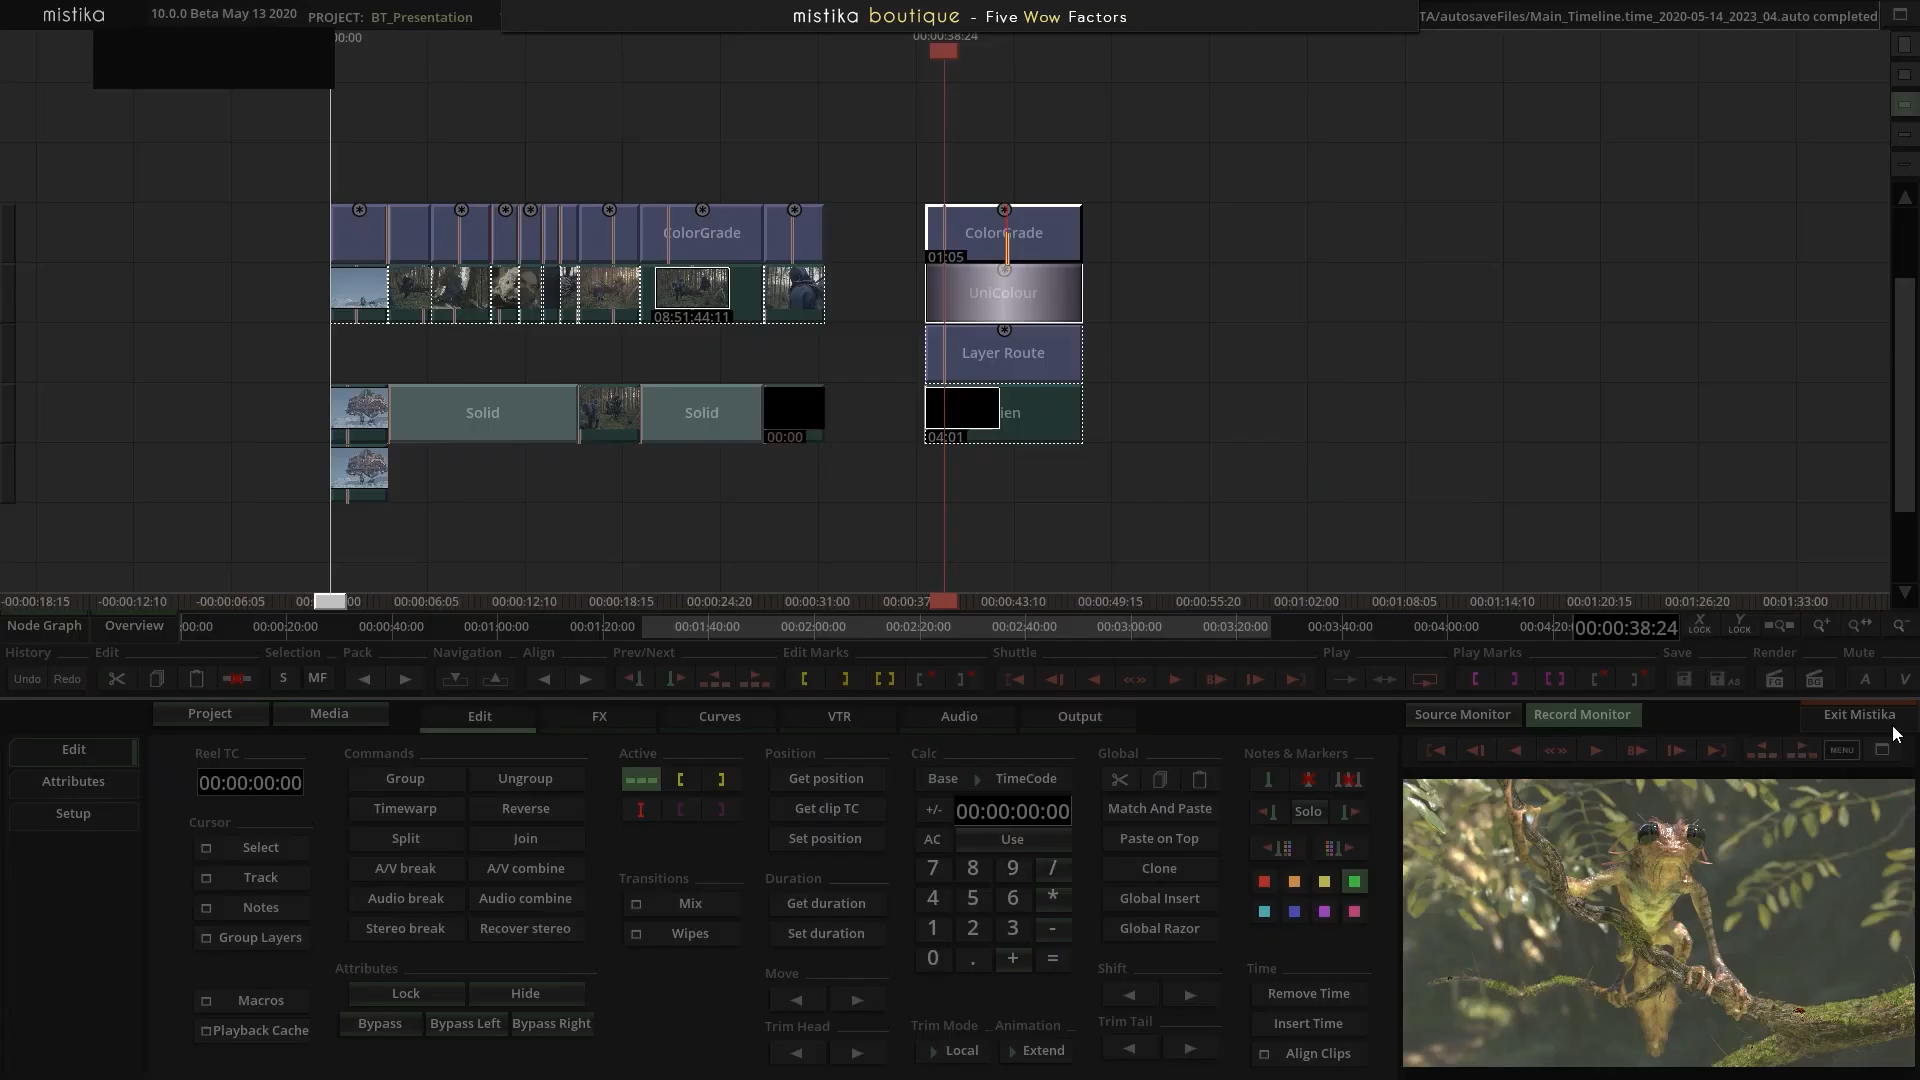 mistika
10.0.0 Beta May 13 2020
PROJECT: BT_Presentation
mistika boutique - Five Wow Factors
TA/autosaveFiles/Main_Timeline.time_2020-05-14_2023_04.auto completed
00:00
00:00:38:24
ColorGrade
ColorGrade
01:05
UniColour
08:51:44:11
Layer Route
Solid
Solid
00:00
ien
04:01
-00:00:18:15 -00:00:12:10 -00:00:06:05 00: 00 00:00:06:05 00:00:12:10 00:00:18:15 00:00:24:20 00:00:31:00 00:00:37 00:00:43:10 00:00:49:15 00:00:55:20 00:01:02:00 00:01:08:05 00:01:14:10 00:01:20:15 00:01:26:20 00:01:33:00
Node Graph Overview :00:00 00:00:20:00 00:00:40:00 00:01:00:00 00:01:20:00 00:01:40:00 00:02:00:00 00:02:20:00 00:02:40:00 00:03:00:00 00:03:20:00 00:03:40:00 00:04:00:00 00:04:20: 00:00:38:24 X LOCK Y LOCK
History Edit Selection Pack Navigation Align Prev/Next Edit Marks Shuttle Play Play Marks Save Render Mute
Undo Redo S MF AS FG BG A V
Project Media Edit FX Curves VTR Audio Output Source Monitor Record Monitor Exit Mistika
Edit
Attributes
Setup
Reel TC
00:00:00:00
Cursor
Select
Track
Notes
Group Layers
Macros
Playback Cache
Commands
Group Ungroup
Timewarp Reverse
Split Join
A/V break A/V combine
Audio break Audio combine
Stereo break Recover stereo
Attributes
Lock Hide
Bypass Bypass Left Bypass Right
Active
Transitions
Mix
Wipes
Position
Get position
Get clip TC
Set position
Duration
Get duration
Set duration
Move
Trim Head
Calc
Base TimeCode
+/- 00:00:00:00
AC Use
7 8 9 /
4 5 6 *
1 2 3 -
0 . + =
Trim Mode Animation
Local Extend
Global
Match And Paste
Paste on Top
Clone
Global Insert
Global Razor
Shift
Trim Tail
Notes & Markers
Solo
Time
Remove Time
Insert Time
Align Clips
MENU